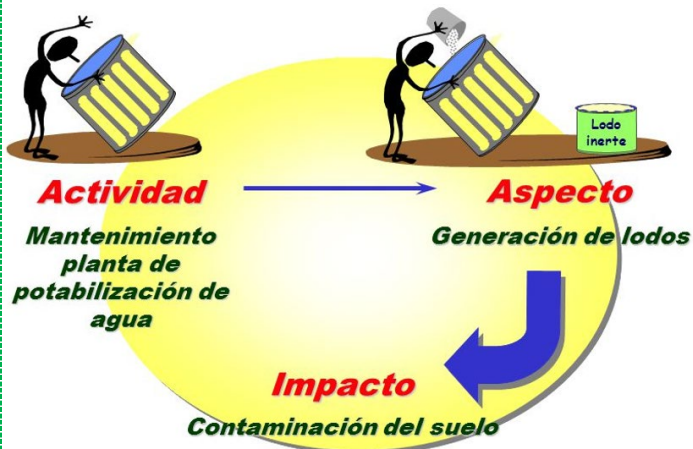 Lodo
inerte
Actividad
Aspecto
Mantenimiento
planta de
potabilización de
agua
Generación de lodos
Impacto
Contaminación del suelo